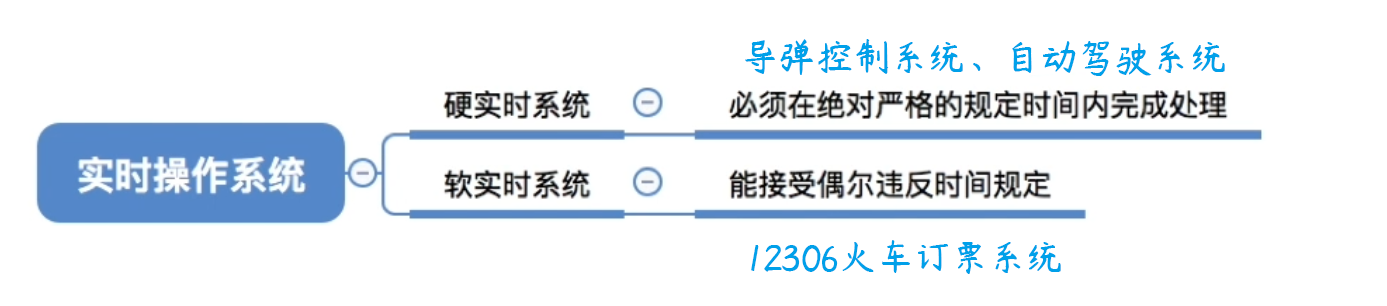 导弹控制系统、自动驾驶系统
硬实时系统
必须在绝对严格的规定时间内完成处理
实时操作系统
软实时系统
能接受偶尔违反时间规定
12306火车订票系统